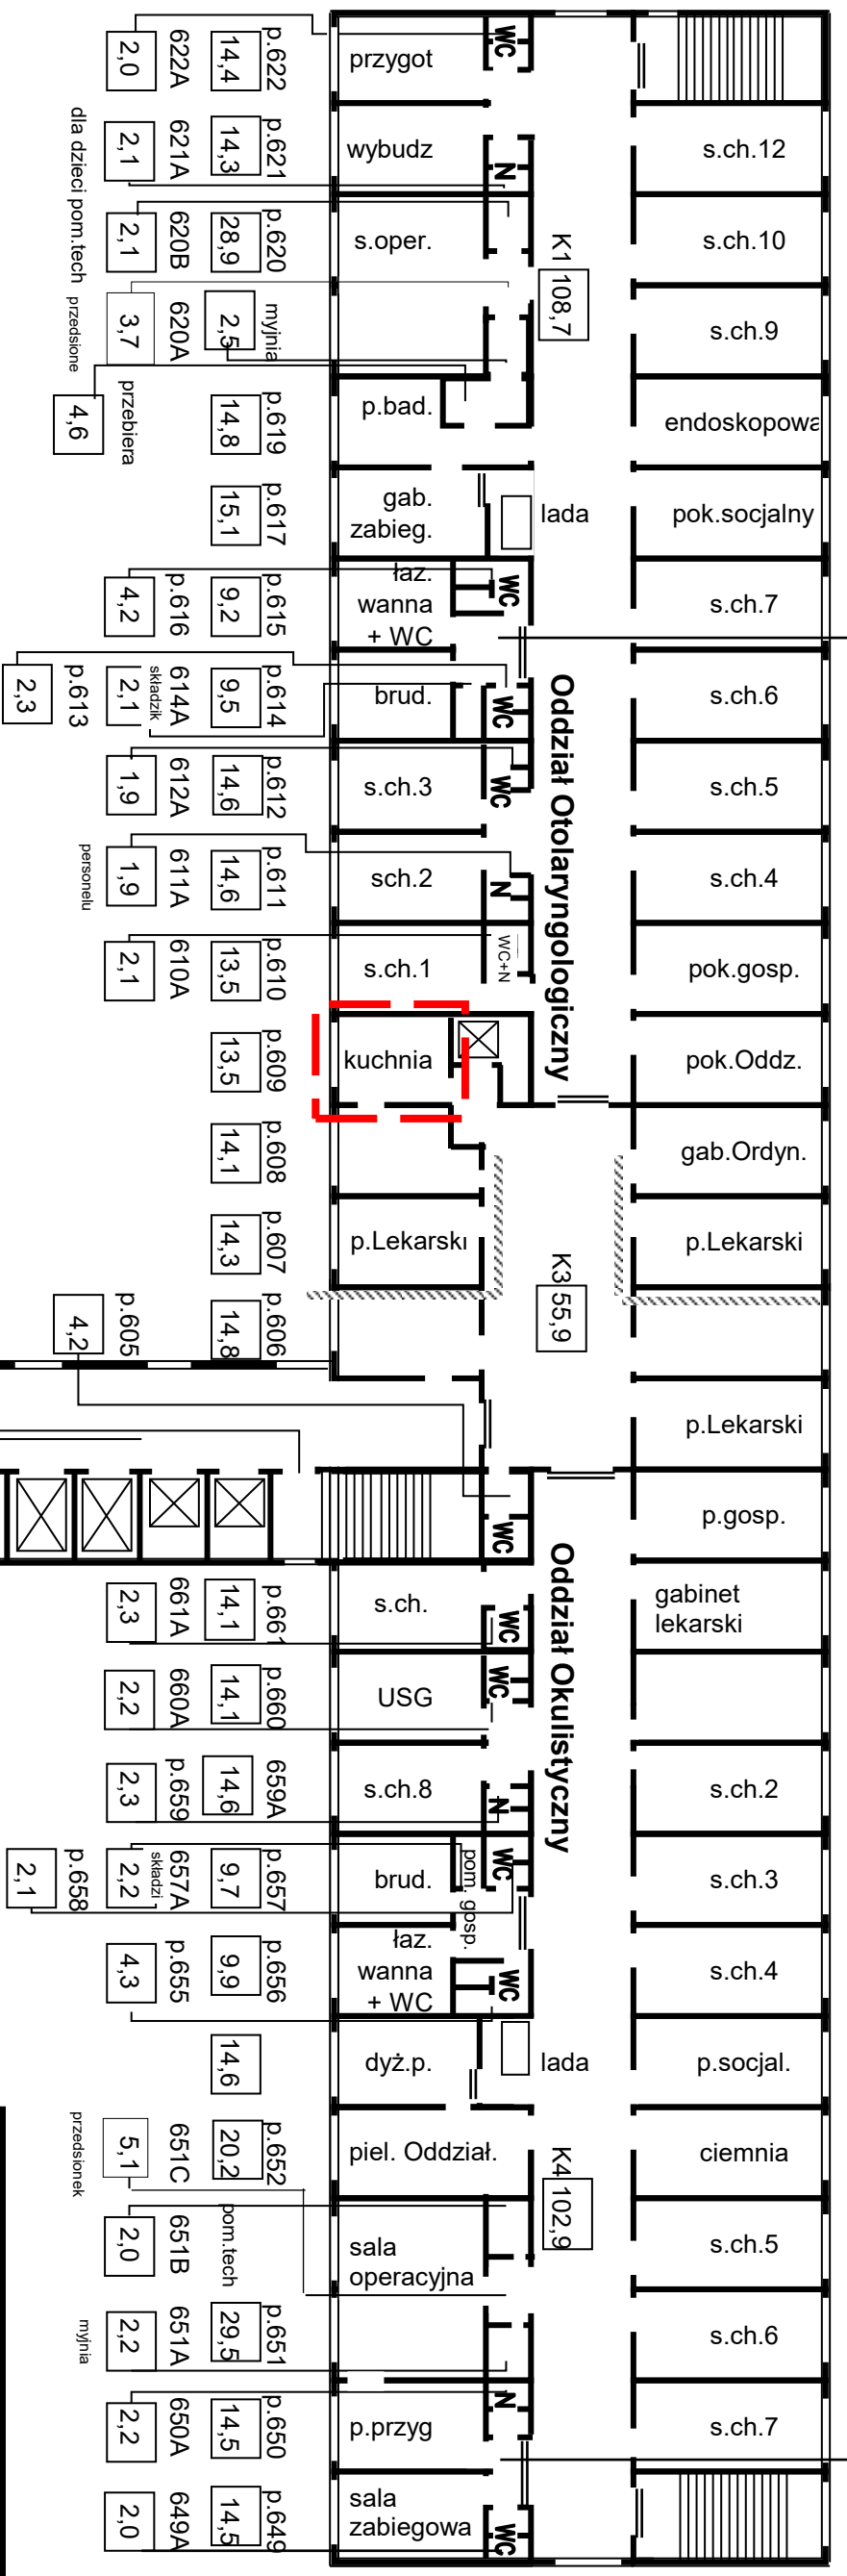 p.622
14,4
622A
2,0
przygot
WC
s.ch.12
p.621
14,3
621A
2,1
dla dzieci pom.tech
wybudz
N
p.620
28,9
620B
2,1
s.oper.
K1 108,7
s.ch.10
myjnia
2,5
620A
3,7
przedsione
s.ch.9
p.619
14,8
przebiera
4,6
p.bad.
endoskopowa
p.617
15,1
gab.
zabieg.
lada
pok.socjalny
p.615
9,2
p.616
4,2
łaz.
wanna
+ WC
WC
s.ch.7
p.614
9,5
614A
składzik
2,1
p.613
2,3
brud.
WC
Oddział Otolaryngologiczny
s.ch.6
p.612
14,6
612A
1,9
s.ch.3
WC
s.ch.5
p.611
14,6
611A
1,9
personelu
sch.2
N
s.ch.4
p.610
13,5
610A
2,1
s.ch.1
WC+N
pok.gosp.
p.609
13,5
kuchnia
pok.Oddz.
p.608
14,1
gab.Ordyn.
p.607
14,3
p.Lekarski
p.Lekarski
p.606
14,8
p.605
4,2
K3 55,9
p.Lekarski
WC
p.gosp.
p.661
14,1
661A
2,3
s.ch.
WC
Oddział Okulistyczny
gabinet
lekarski
p.660
14,1
660A
2,2
USG
WC
659A
14,6
p.659
2,3
s.ch.8
N
s.ch.2
p.657
9,7
657A
składzi
2,2
p.658
2,1
brud.
pom. gosp.
WC
s.ch.3
p.656
9,9
p.655
4,3
łaz.
wanna
+ WC
WC
s.ch.4
14,6
dyż.p.
lada
p.socjal.
p.652
20,2
651C
5,1
przedsionek
piel. Oddział.
K4 102,9
ciemnia
pom.tech
651B
2,0
sala
operacyjna
s.ch.5
p.651
29,5
651A
2,2
myjnia
s.ch.6
p.650
14,5
650A
2,2
p.przyg
N
s.ch.7
p.649
14,5
649A
2,0
sala
zabiegowa
WC